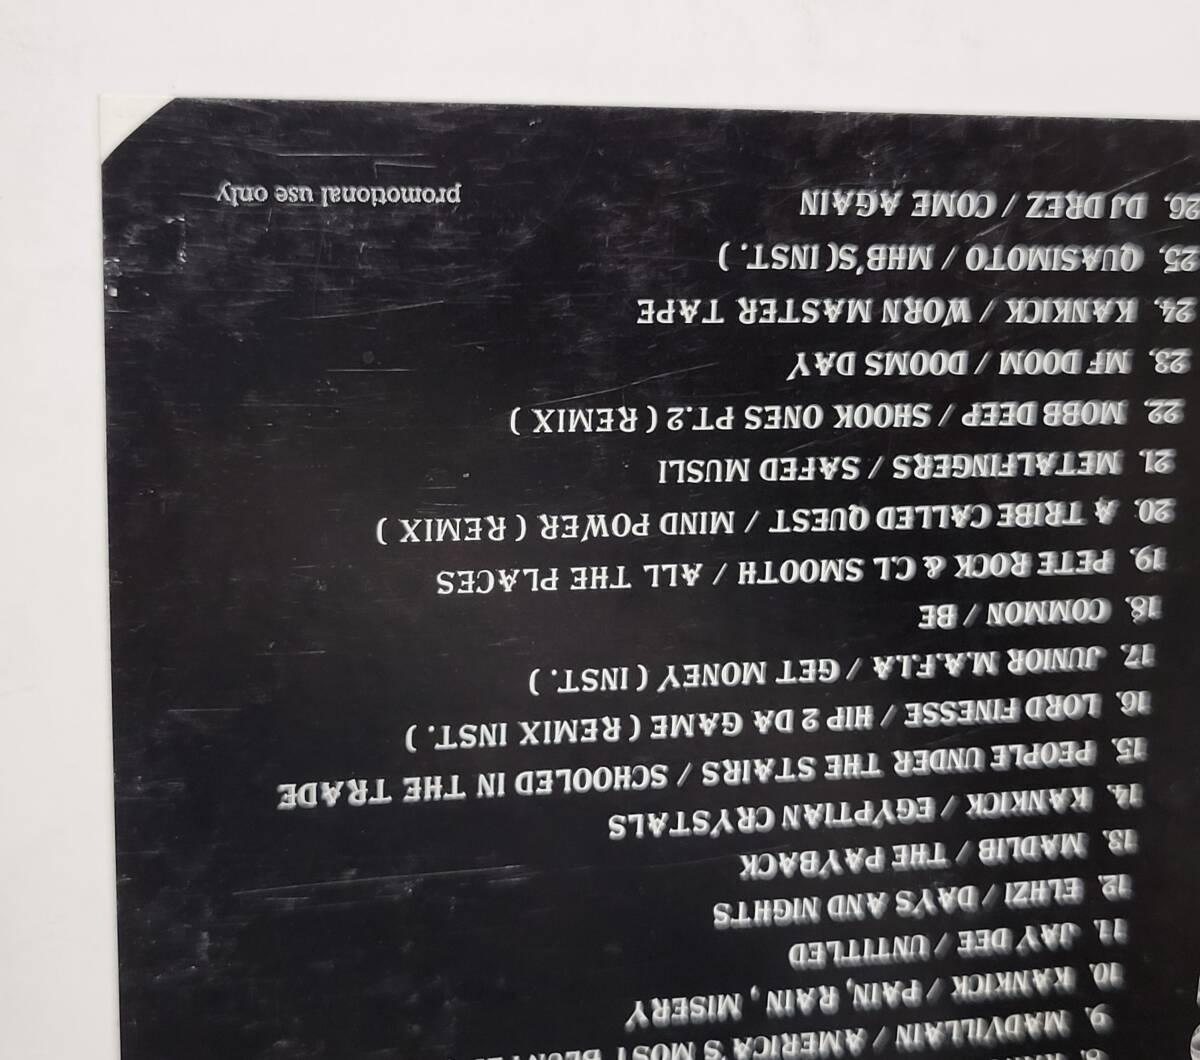 9. MADVILLAIN / AMERICA'S MOST
10. KANKICK / PAIN, RAIN, MISERY
11. JAY DEE / UNTITLED
12. ELHZI / DAYS AND NIGHTS
13. MADLIB / THE PAYBACK
14. KANKICK / EGYPTIAN CRYSTALS
15. PEOPLE UNDER THE STAIRS / SCHOOLED IN THE TRADE
16. LORD FINESSE / HIP 2 DA GAME ( REMIX INST. )
17. JUNIOR M.A.F.I.A / GET MONEY ( INST. )
18. COMMON / BE
19. PETE ROCK & C.L SMOOTH / ALL THE PLACES
20. A TRIBE CALLED QUEST / MIND POWER ( REMIX )
21. METALFINGERS / SAFED MUSLI
22. MOBB DEEP / SHOOK ONES PT.2 ( REMIX )
23. MF DOOM / DOOMS DAY
24. KANKICK / WORN MASTER TAPE
25. QUASIMOTO / MHB'S( INST. )
26. DJ DREZ / COME AGAIN
promotional use only